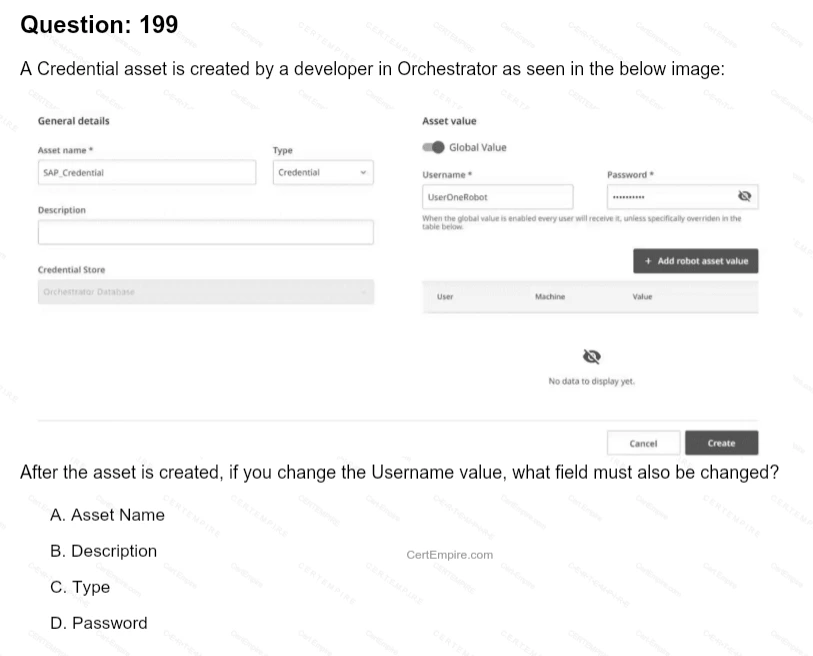 Question: 199
A Credential asset is created by a developer in Orchestrator as seen in the below image:
General details
Asset value
Asset name *
Type
Global Value
SAP_Credential
Credential
Username *
Password *
UserOneRobot
••••••••••
Description
When the global value is enabled every user will receive it, unless specifically overriden in the
table below.
+ Add robot asset value
Credential Store
Orchestrator Database
User
Machine
Value
No data to display yet.
Cancel
Create
After the asset is created, if you change the Username value, what field must also be changed?
A. Asset Name
B. Description
CertEmpire.com
C. Type
D. Password